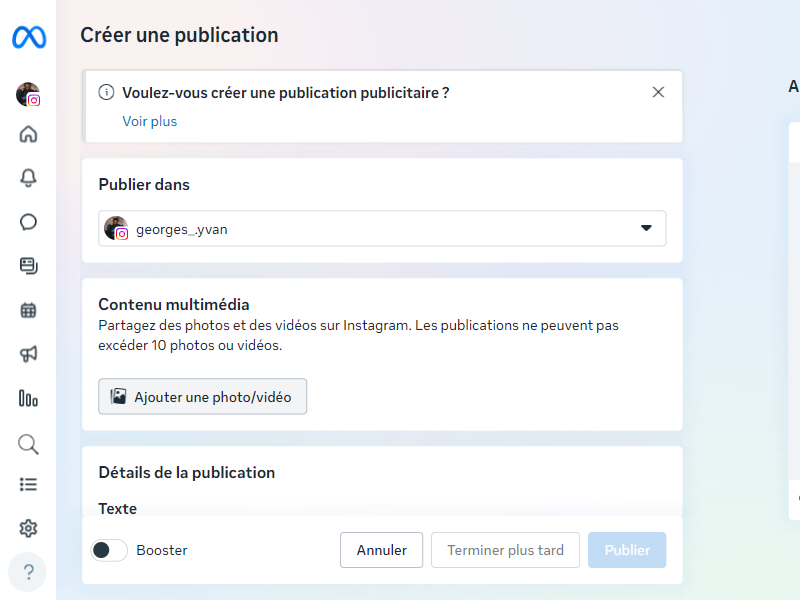 Créer une publication
Voulez-vous créer une publication publicitaire ?
Voir plus
Publier dans
georges_.yvan
Contenu multimédia
Partagez des photos et des vidéos sur Instagram. Les publications ne peuvent pas
excéder 10 photos ou vidéos.
Ajouter une photo/vidéo
Détails de la publication
Texte
Booster
Annuler
Terminer plus tard
Publier
?
A